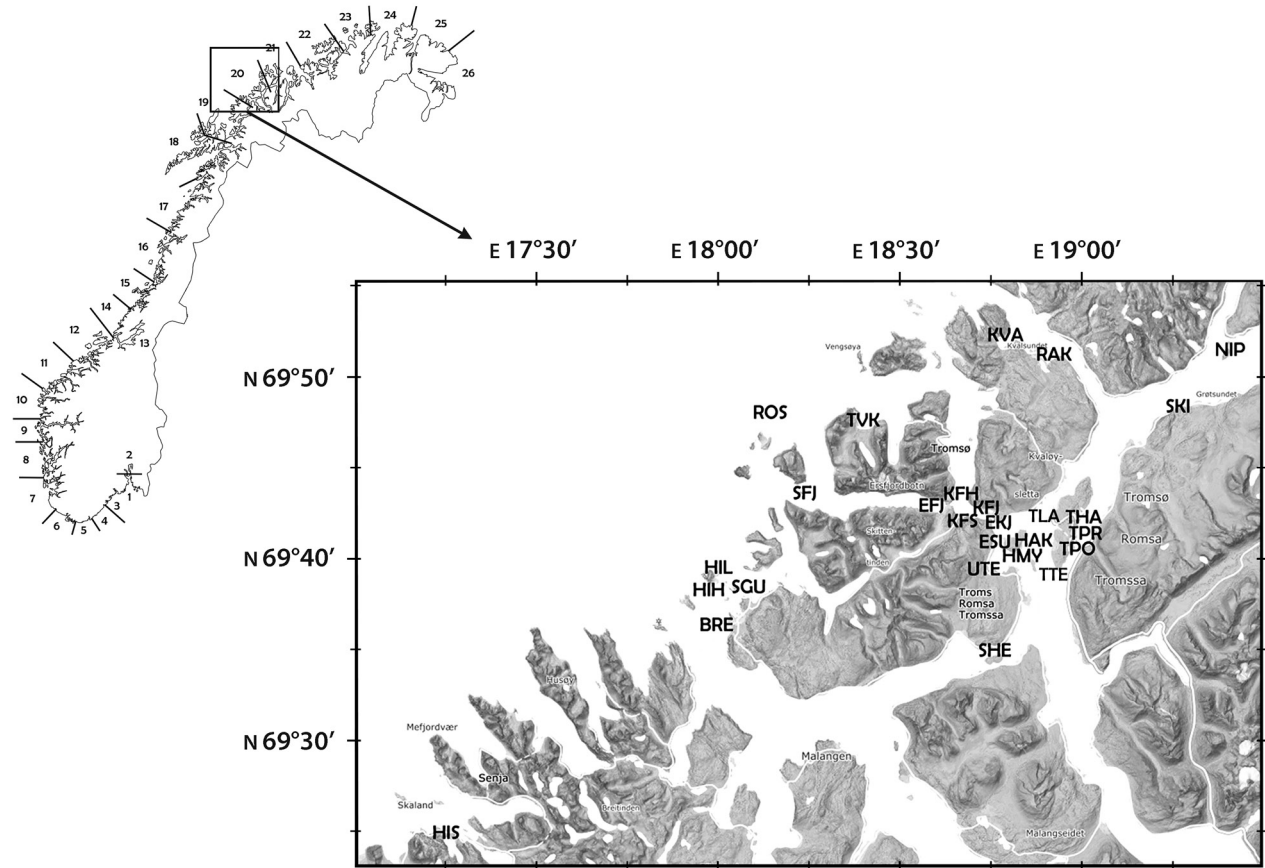 23
24
25
22
21
20
26
19
18
17
16
15
14
12
13
11
10
9
8
2
7
1
3
6
5
4
E 17°30′
E 18°00′
E 18°30′
E 19°00′
N 69°50′
N 69°40′
N 69°30′
KVA
Kvalsundet
Vengsøya
RAK
NIP
Grøtsundet
SKI
ROS
TVK
Tromsø
Kvaløy-
sletta
Essfjordbotn
SFJ
KFH
Tromsø
EFJ
KFJ
TLA
THA
KFS
EKJ
Skitten
tinden
TPR
ESU
HAK
Romsa
HMY
TPO
HIL
UTE
TTE
Tromssa
HIH
SGU
Troms
Romsa
Tromssa
BRE
SHE
Husøy
Mefjordvær
Malangen
Senja
Skaland
Breitinden
HIS
Malangseidet